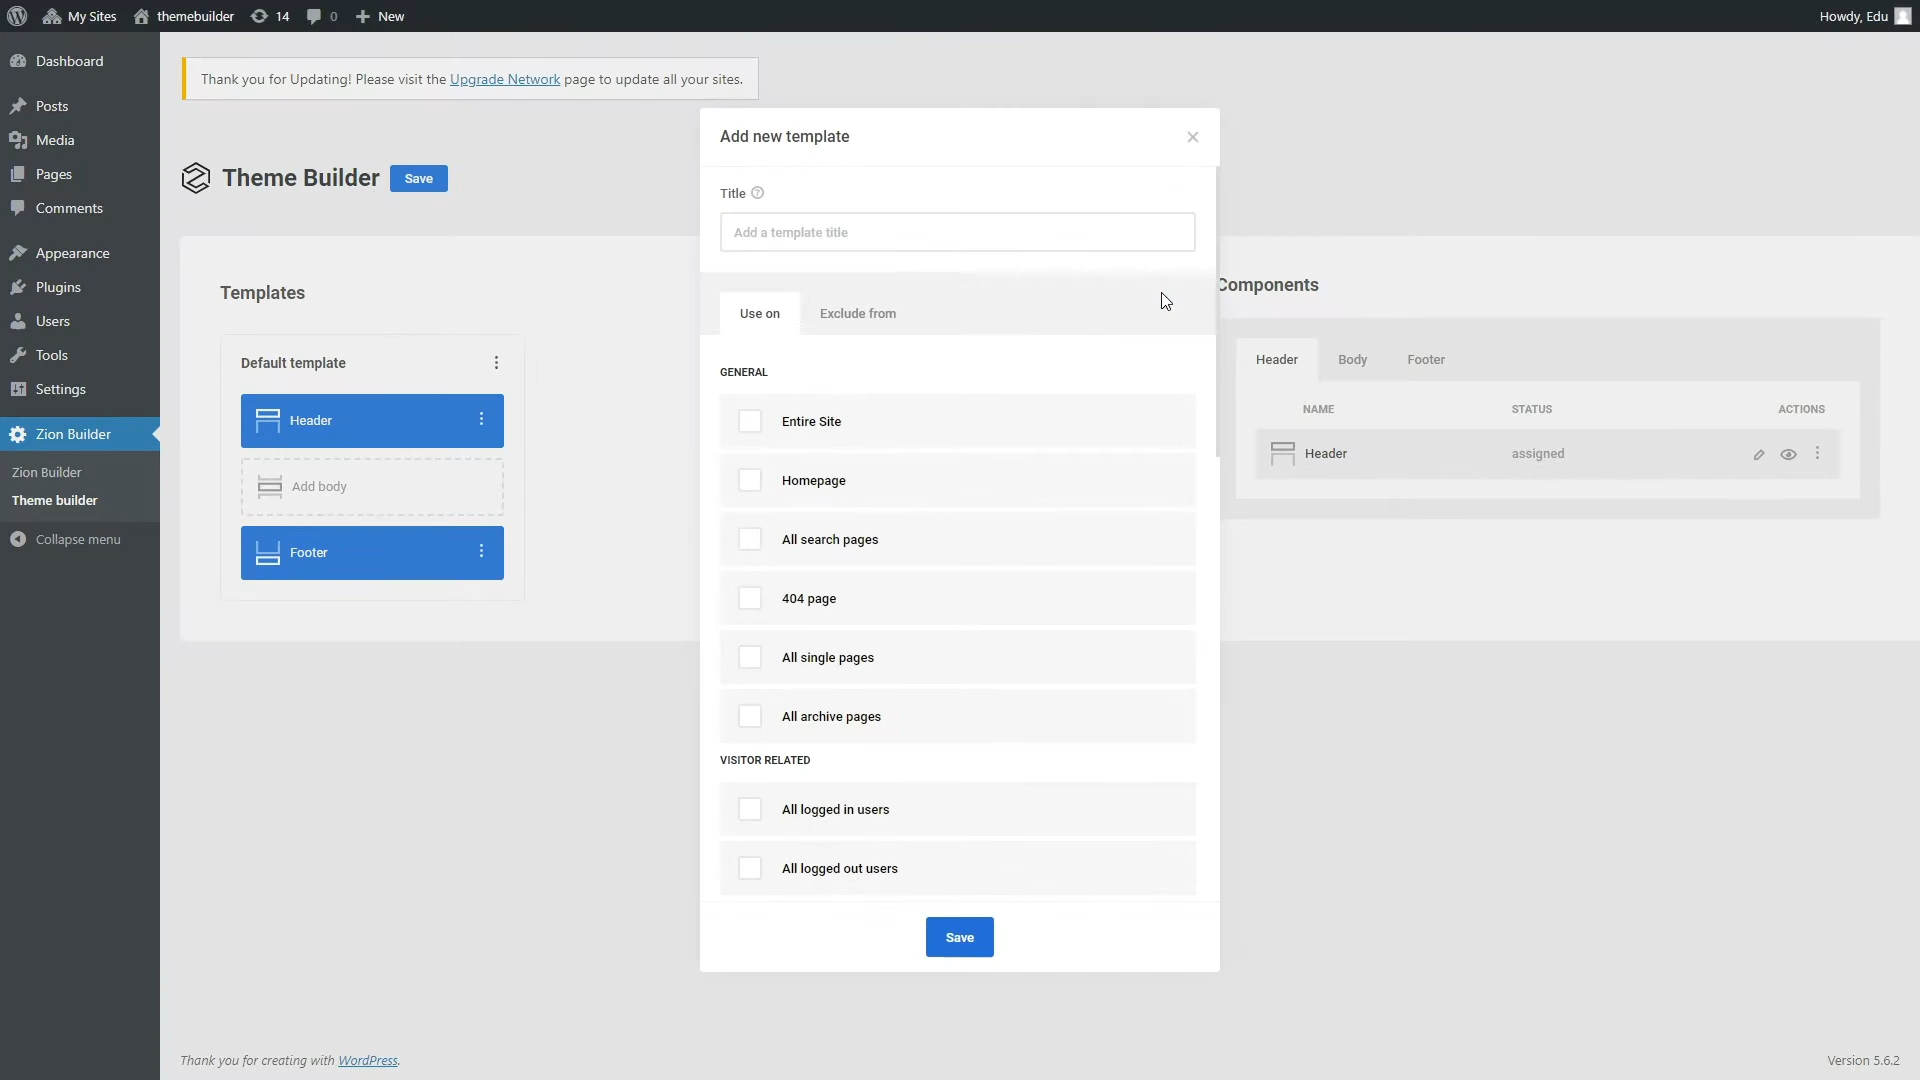 My Sites
themebuilder
14
0
New
Howdy, Edu
Dashboard
Posts
Media
Pages
Comments
Appearance
Plugins
Users
Tools
Settings
Zion Builder
Zion Builder
Theme builder
Collapse menu
Thank you for Updating! Please visit the Upgrade Network page to update all your sites.
Theme Builder
Save
Templates
Default template
Header
Add body
Footer
Add new template
Title
Add a template title
Use on
Exclude from
GENERAL
Entire Site
Homepage
All search pages
404 page
All single pages
All archive pages
VISITOR RELATED
All logged in users
All logged out users
Save
Components
Header
Body
Footer
NAME
STATUS
ACTIONS
Header
assigned
Thank you for creating with WordPress.
Version 5.6.2